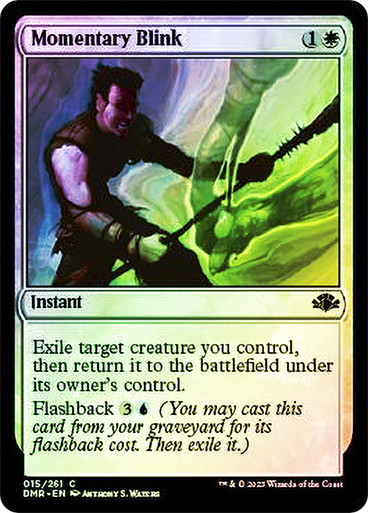 Momentary Blink 1
Instant
Exile target creature you control,
then return it to the battlefield under
its owner's control.
Flashback 3 (You may cast this
card from your graveyard for its
flashback cost. Then exile it.)
015/261 C
DMR • EN Anthony S. Waters
™ & © 2023 Wizards of the Coast